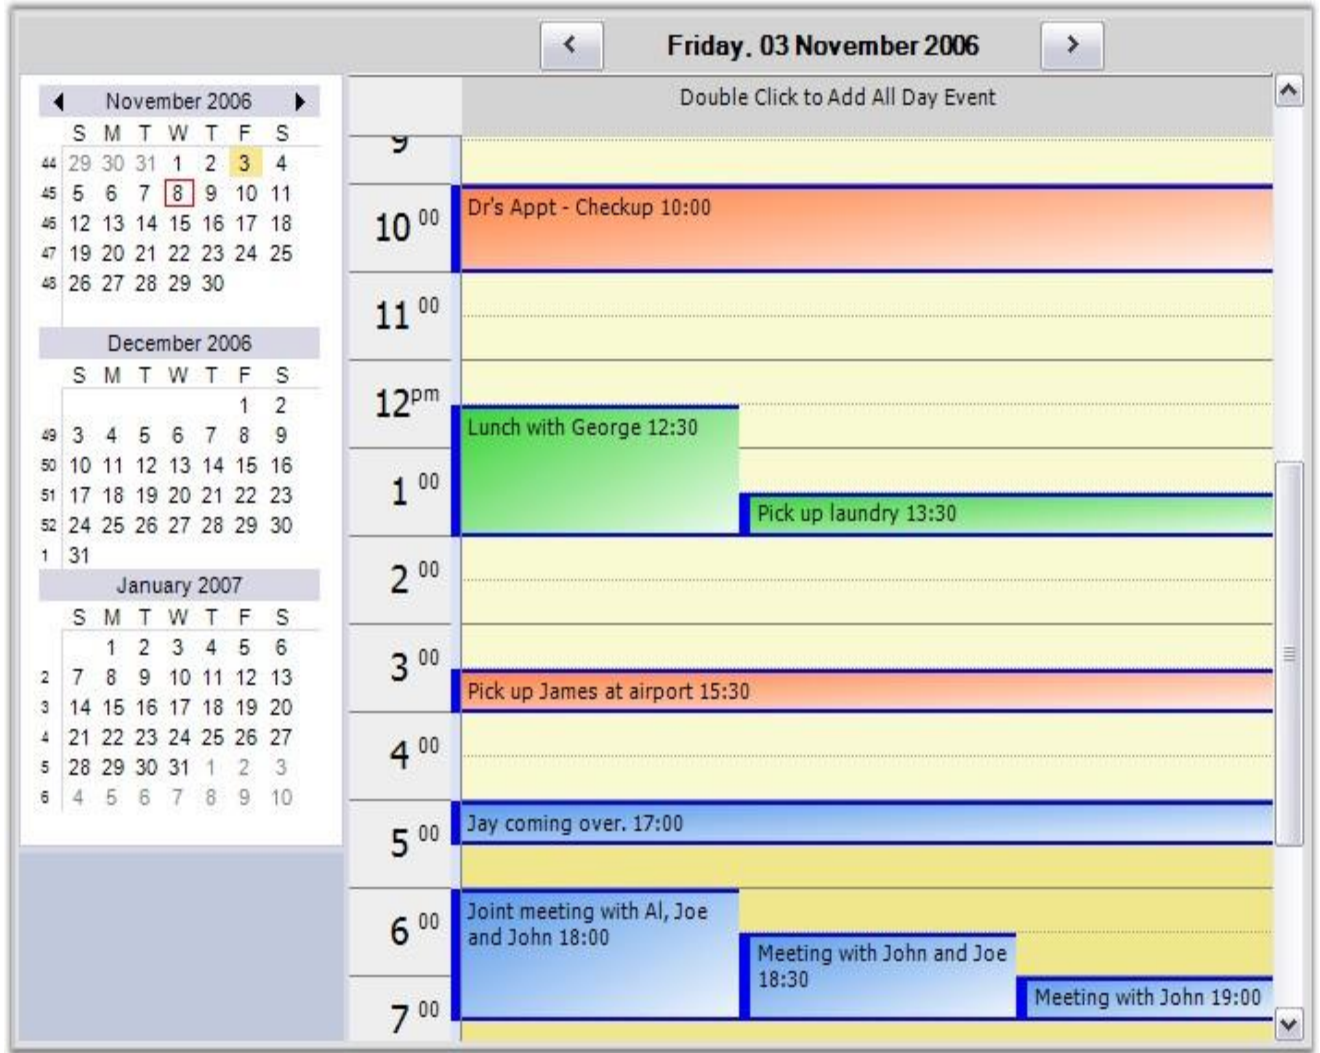 < Friday, 03 November 2006 >
November 2006
S M T W T F S
44 29 30 31 1 2 3 4
45 5 6 7 8 9 10 11
46 12 13 14 15 16 17 18
47 19 20 21 22 23 24 25
48 26 27 28 29 30
December 2006
S M T W T F S
1 2
49 3 4 5 6 7 8 9
50 10 11 12 13 14 15 16
51 17 18 19 20 21 22 23
52 24 25 26 27 28 29 30
1 31
January 2007
S M T W T F S
1 2 3 4 5 6
2 7 8 9 10 11 12 13
3 14 15 16 17 18 19 20
4 21 22 23 24 25 26 27
5 28 29 30 31 1 2 3
6 4 5 6 7 8 9 10
Double Click to Add All Day Event
9
10 00
Dr's Appt - Checkup 10:00
11 00
12 pm
Lunch with George 12:30
1 00
Pick up laundry 13:30
2 00
3 00
Pick up James at airport 15:30
4 00
5 00
Jay coming over. 17:00
6 00
Joint meeting with Al, Joe
and John 18:00
Meeting with John and Joe
18:30
7 00
Meeting with John 19:00